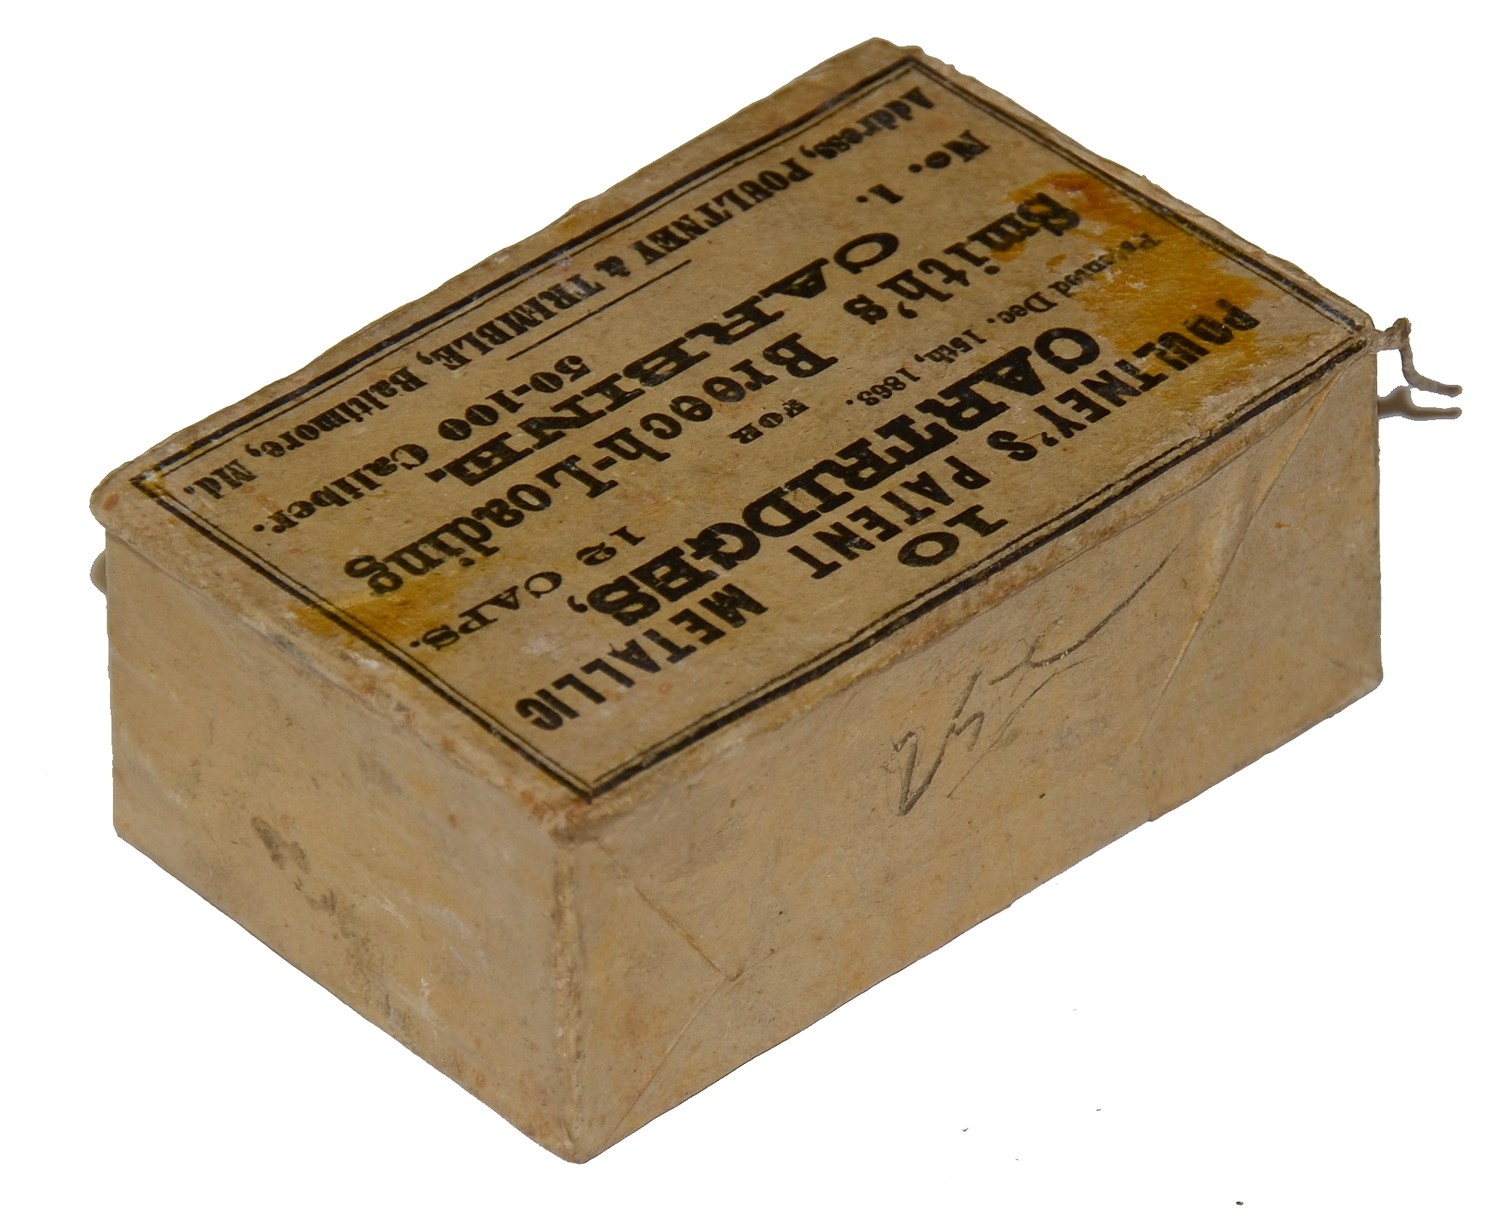 10
POULTNEY'S PATENT METALLIC
CARTRIDGES,
Patented Dec. 15th, 1863. 12 CAPS.
FOR
Smith's Breech-Loading
No. 1. CARBINE.
50-100 Caliber.
Address, POULTNEY & TRIMBLE, Baltimore, Md.
25